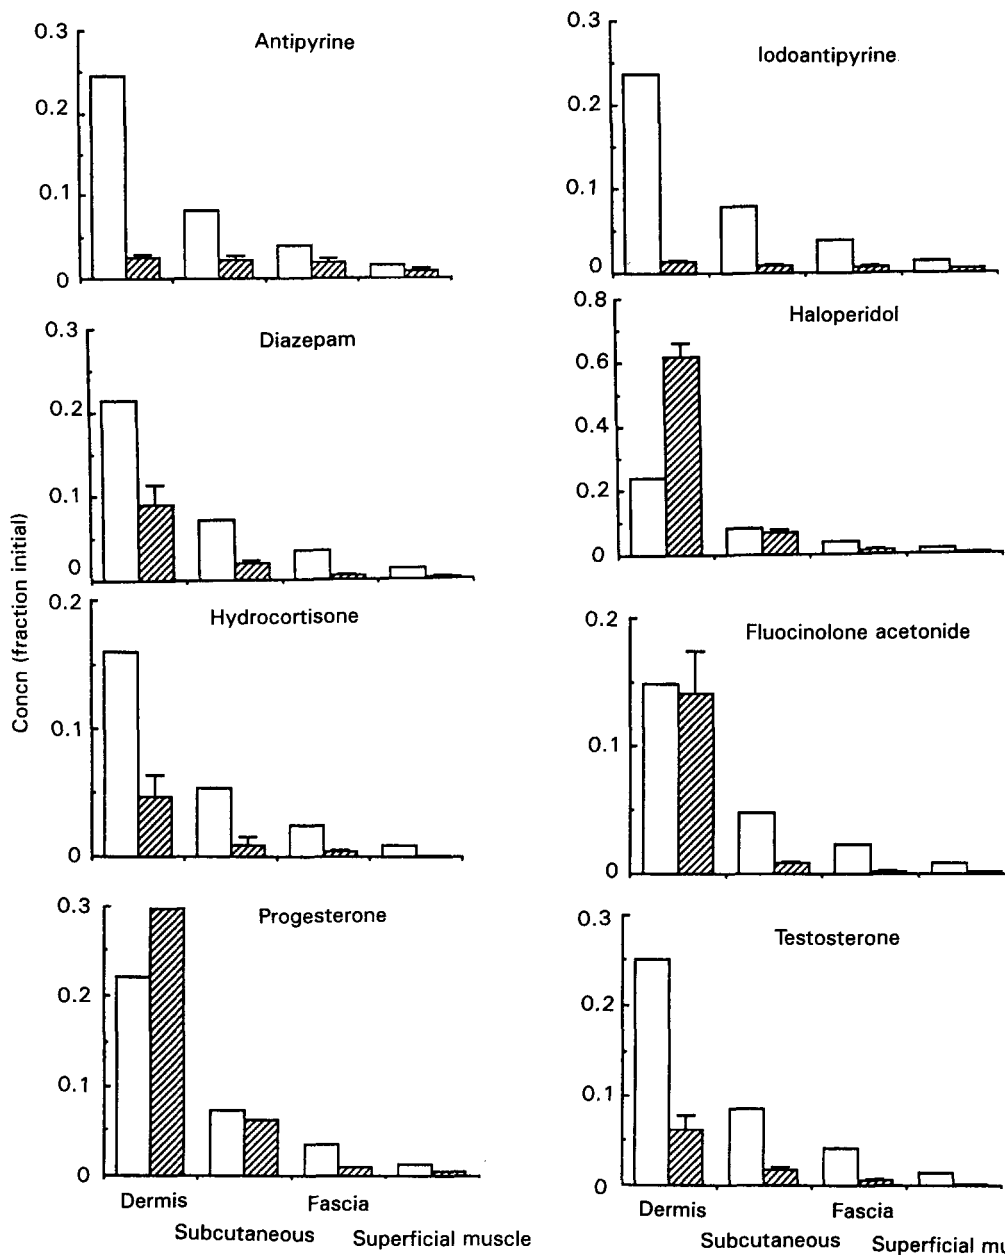 Concn (fraction initial)
Antipyrine
0.3
0.2
0.1
0
Iodoantipyrine
0.3
0.2
0.1
0
Diazepam
0.3
0.2
0.1
0
Haloperidol
0.8
0.6
0.4
0.2
0
Hydrocortisone
0.2
0.1
0
Fluocinolone acetonide
0.2
0.1
0
Progesterone
0.3
0.2
0.1
0
Testosterone
0.3
0.2
0.1
0
Dermis
Fascia
Subcutaneous
Superficial muscle
Dermis
Fascia
Subcutaneous
Superficial mu